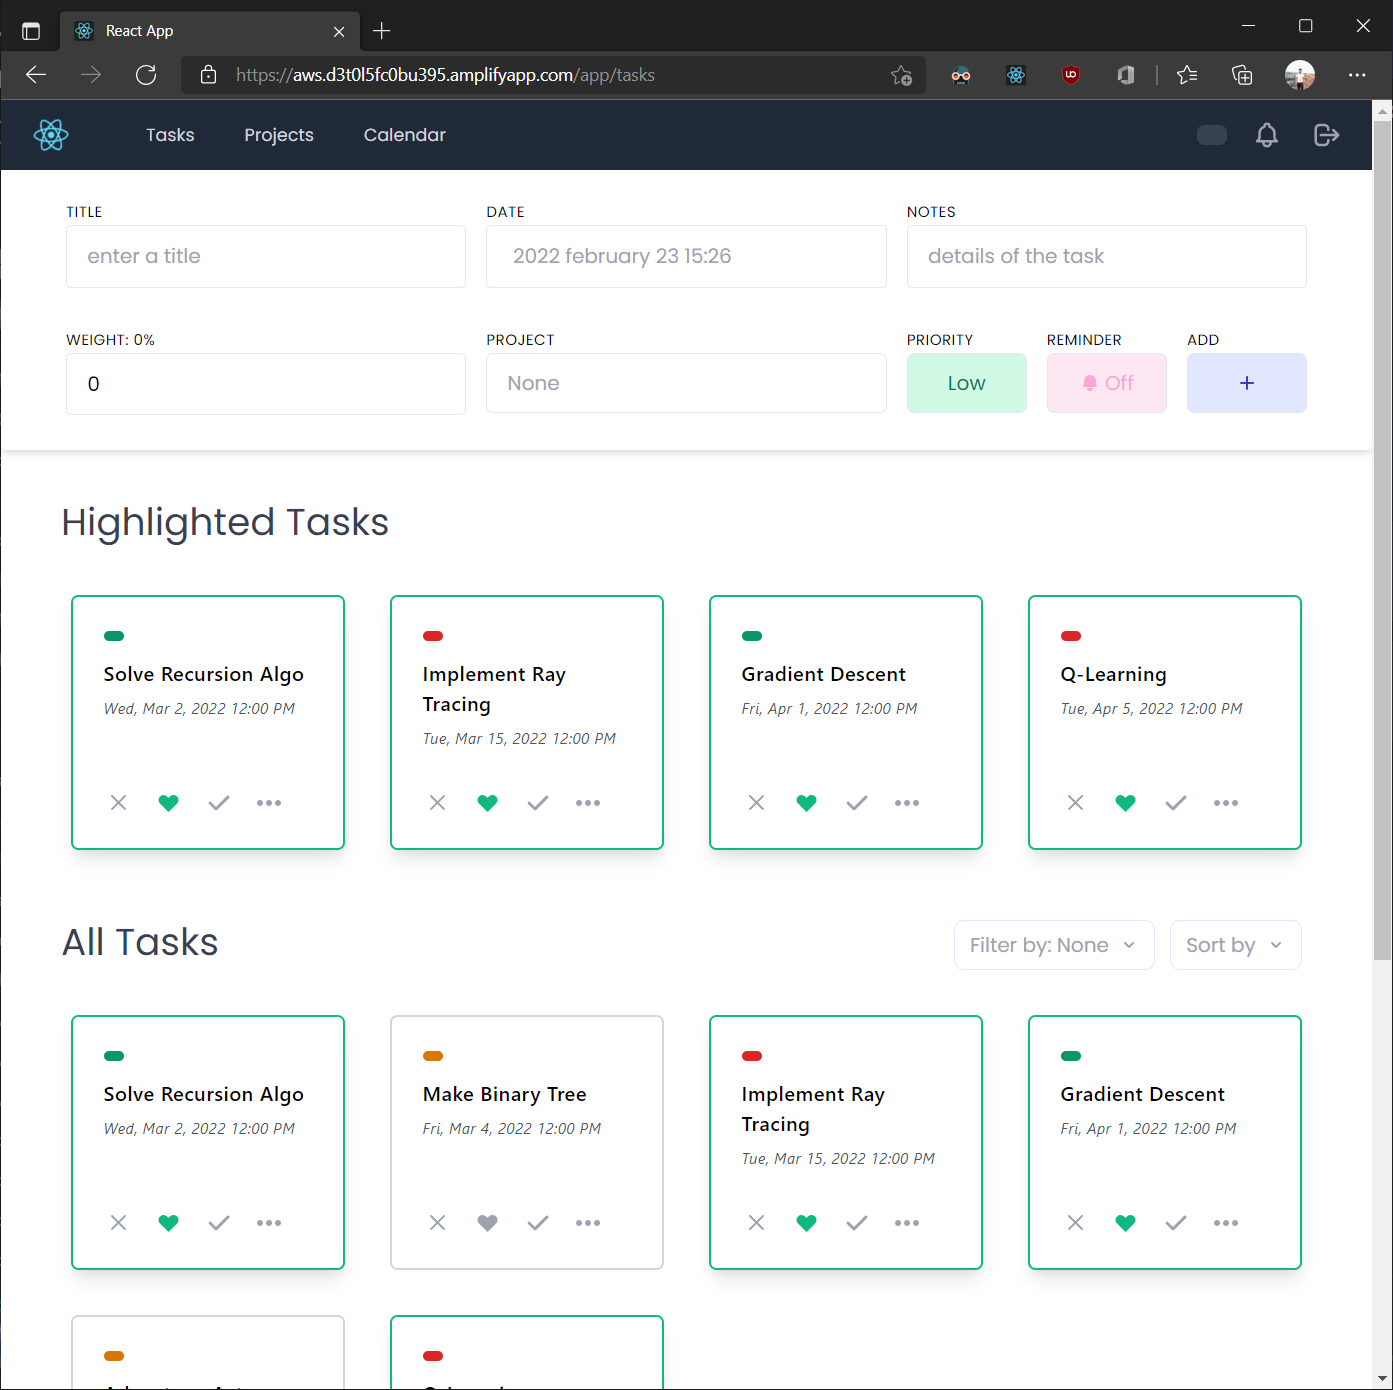 React App
https://aws.d3t0l5fc0bu395.amplifyapp.com/app/tasks
Tasks Projects Calendar
TITLE DATE NOTES
enter a title 2022 february 23 15:26 details of the task
WEIGHT: 0% PROJECT PRIORITY REMINDER ADD
0 None Low Off +
Highlighted Tasks
Solve Recursion Algo
Wed, Mar 2, 2022 12:00 PM
Implement Ray
Tracing
Tue, Mar 15, 2022 12:00 PM
Gradient Descent
Fri, Apr 1, 2022 12:00 PM
Q-Learning
Tue, Apr 5, 2022 12:00 PM
All Tasks
Filter by: None
Sort by
Solve Recursion Algo
Wed, Mar 2, 2022 12:00 PM
Make Binary Tree
Fri, Mar 4, 2022 12:00 PM
Implement Ray
Tracing
Tue, Mar 15, 2022 12:00 PM
Gradient Descent
Fri, Apr 1, 2022 12:00 PM